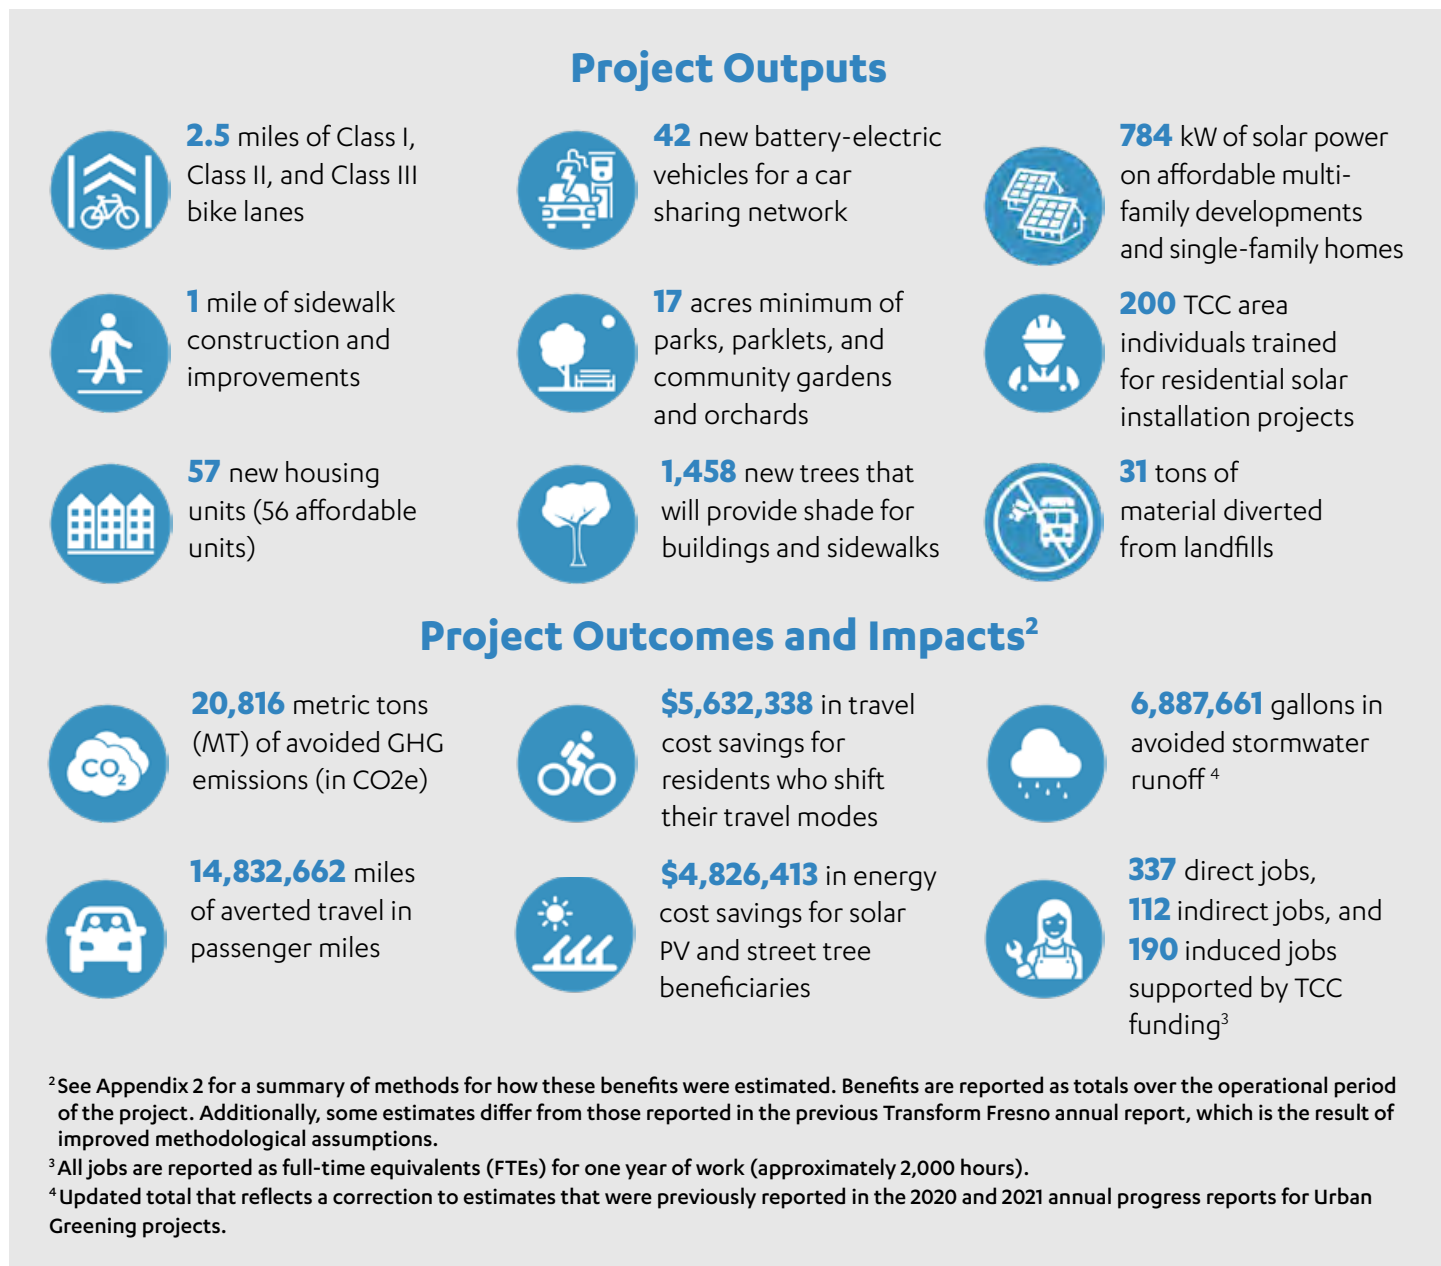 Project Outputs
2.5 miles of Class I,
Class II, and Class III
bike lanes
42 new battery-electric
vehicles for a car
sharing network
784 kW of solar power
on affordable multi-
family developments
and single-family homes
1 mile of sidewalk
construction and
improvements
17 acres minimum of
parks, parklets, and
community gardens
and orchards
200 TCC area
individuals trained
for residential solar
installation projects
57 new housing
units (56 affordable
units)
1,458 new trees that
will provide shade for
buildings and sidewalks
31 tons of
material diverted
from landfills
Project Outcomes and Impacts²
CO₂
20,816 metric tons
(MT) of avoided GHG
emissions (in CO2e)
$5,632,338 in travel
cost savings for
residents who shift
their travel modes
6,887,661 gallons in
avoided stormwater
runoff ⁴
14,832,662 miles
of averted travel in
passenger miles
$4,826,413 in energy
cost savings for solar
PV and street tree
beneficiaries
337 direct jobs,
112 indirect jobs, and
190 induced jobs
supported by TCC
funding³
² See Appendix 2 for a summary of methods for how these benefits were estimated. Benefits are reported as totals over the operational period
of the project. Additionally, some estimates differ from those reported in the previous Transform Fresno annual report, which is the result of
improved methodological assumptions.
³ All jobs are reported as full-time equivalents (FTEs) for one year of work (approximately 2,000 hours).
⁴ Updated total that reflects a correction to estimates that were previously reported in the 2020 and 2021 annual progress reports for Urban
Greening projects.